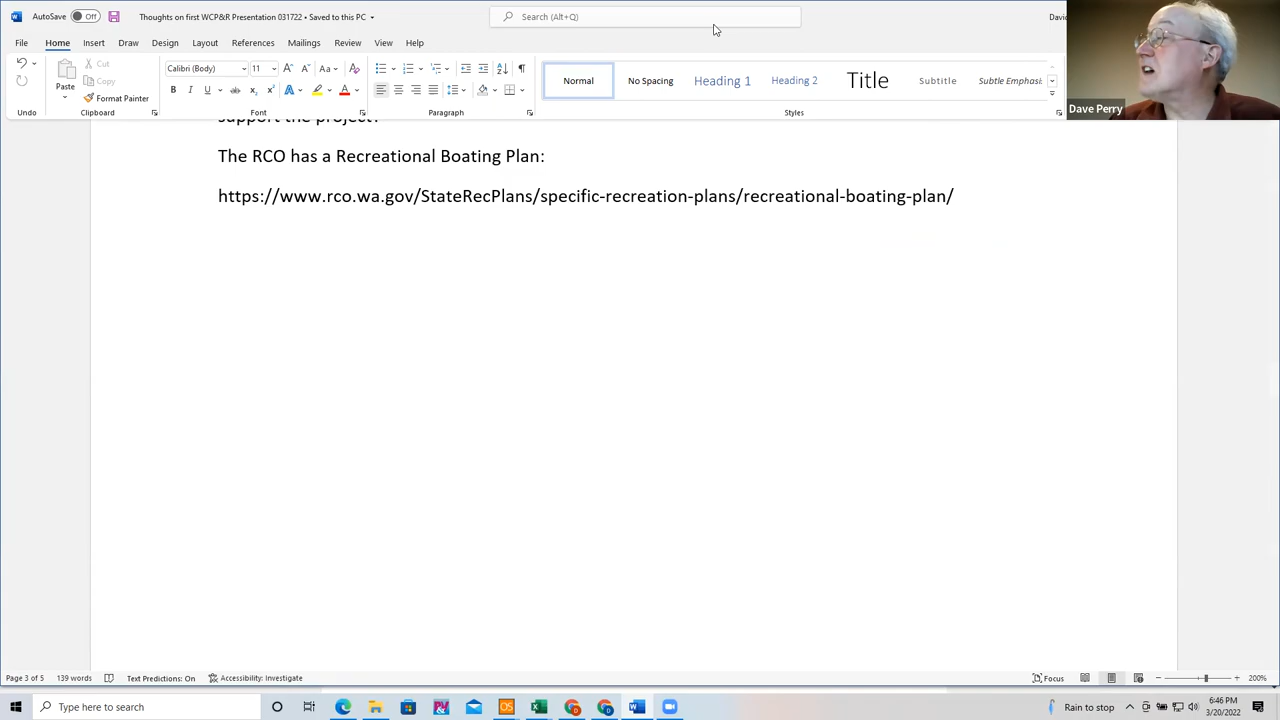 AutoSave Off Thoughts on first WCP&R Presentation 031722 • Saved to this PC Search (Alt+Q)
File Home Insert Draw Design Layout References Mailings Review View Help
Cut
Copy
Format Painter
Paste
Calibri (Body) 11
Normal No Spacing Heading 1 Heading 2 Title Subtitle Subtle Emphasis
Undo Clipboard Font Paragraph Styles
Dave Perry
support the project?
The RCO has a Recreational Boating Plan:
https://www.rco.wa.gov/StateRecPlans/specific-recreation-plans/recreational-boating-plan/
Page 3 of 5 139 words Text Predictions: On Accessibility: Investigate Focus 200%
Type here to search Rain to stop 6:46 PM
3/20/2022